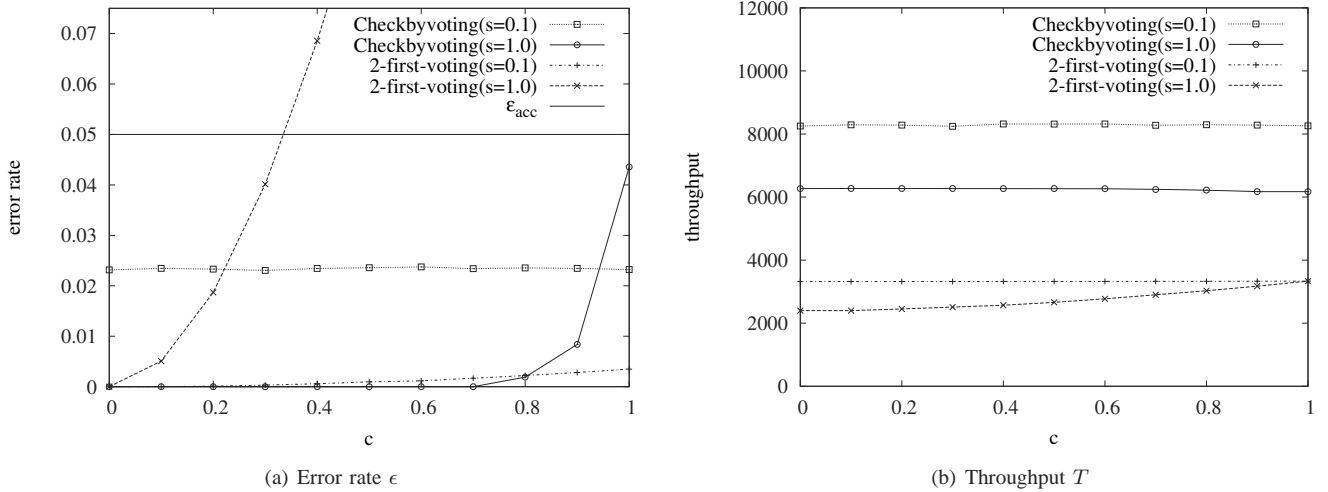 Checkbyvoting(s=0.1)
Checkbyvoting(s=1.0)
2-first-voting(s=0.1)
2-first-voting(s=1.0)
ε_acc
0.07
0.06
0.05
0.04
0.03
0.02
0.01
0
error rate
0 0.2 0.4 0.6 0.8 1
c
(a) Error rate ϵ
Checkbyvoting(s=0.1)
Checkbyvoting(s=1.0)
2-first-voting(s=0.1)
2-first-voting(s=1.0)
12000
10000
8000
6000
4000
2000
0
throughput
0 0.2 0.4 0.6 0.8 1
c
(b) Throughput T